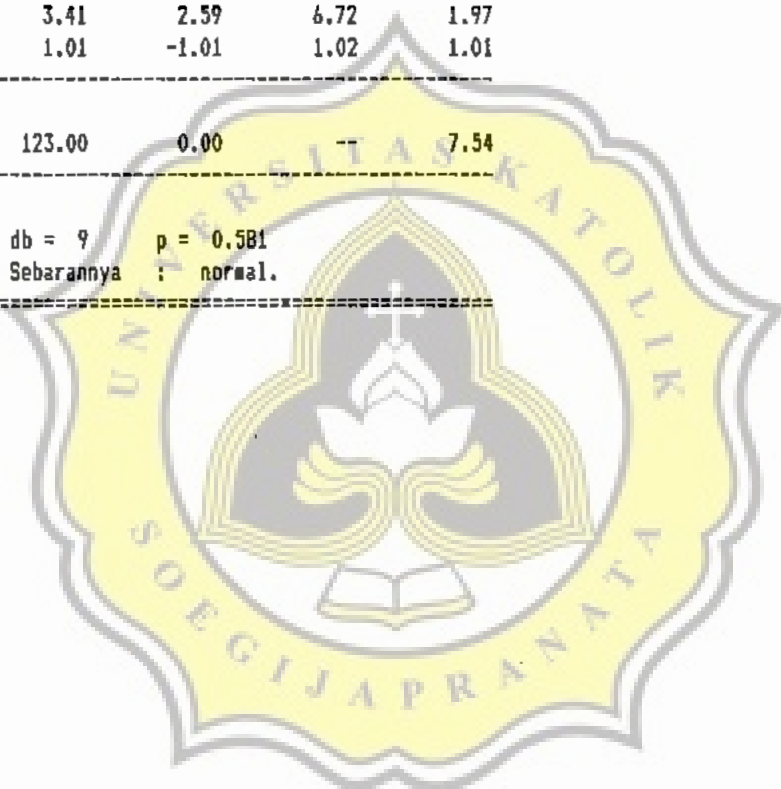 3.41 2.59 6.72 1.97
1.01 -1.01 1.02 1.01
123.00 0.00 -- 7.54
db = 9 p = 0.581
Sebarannya : normal.
UNIVERSITAS KATOLIK
SOEGIJAPRANATA